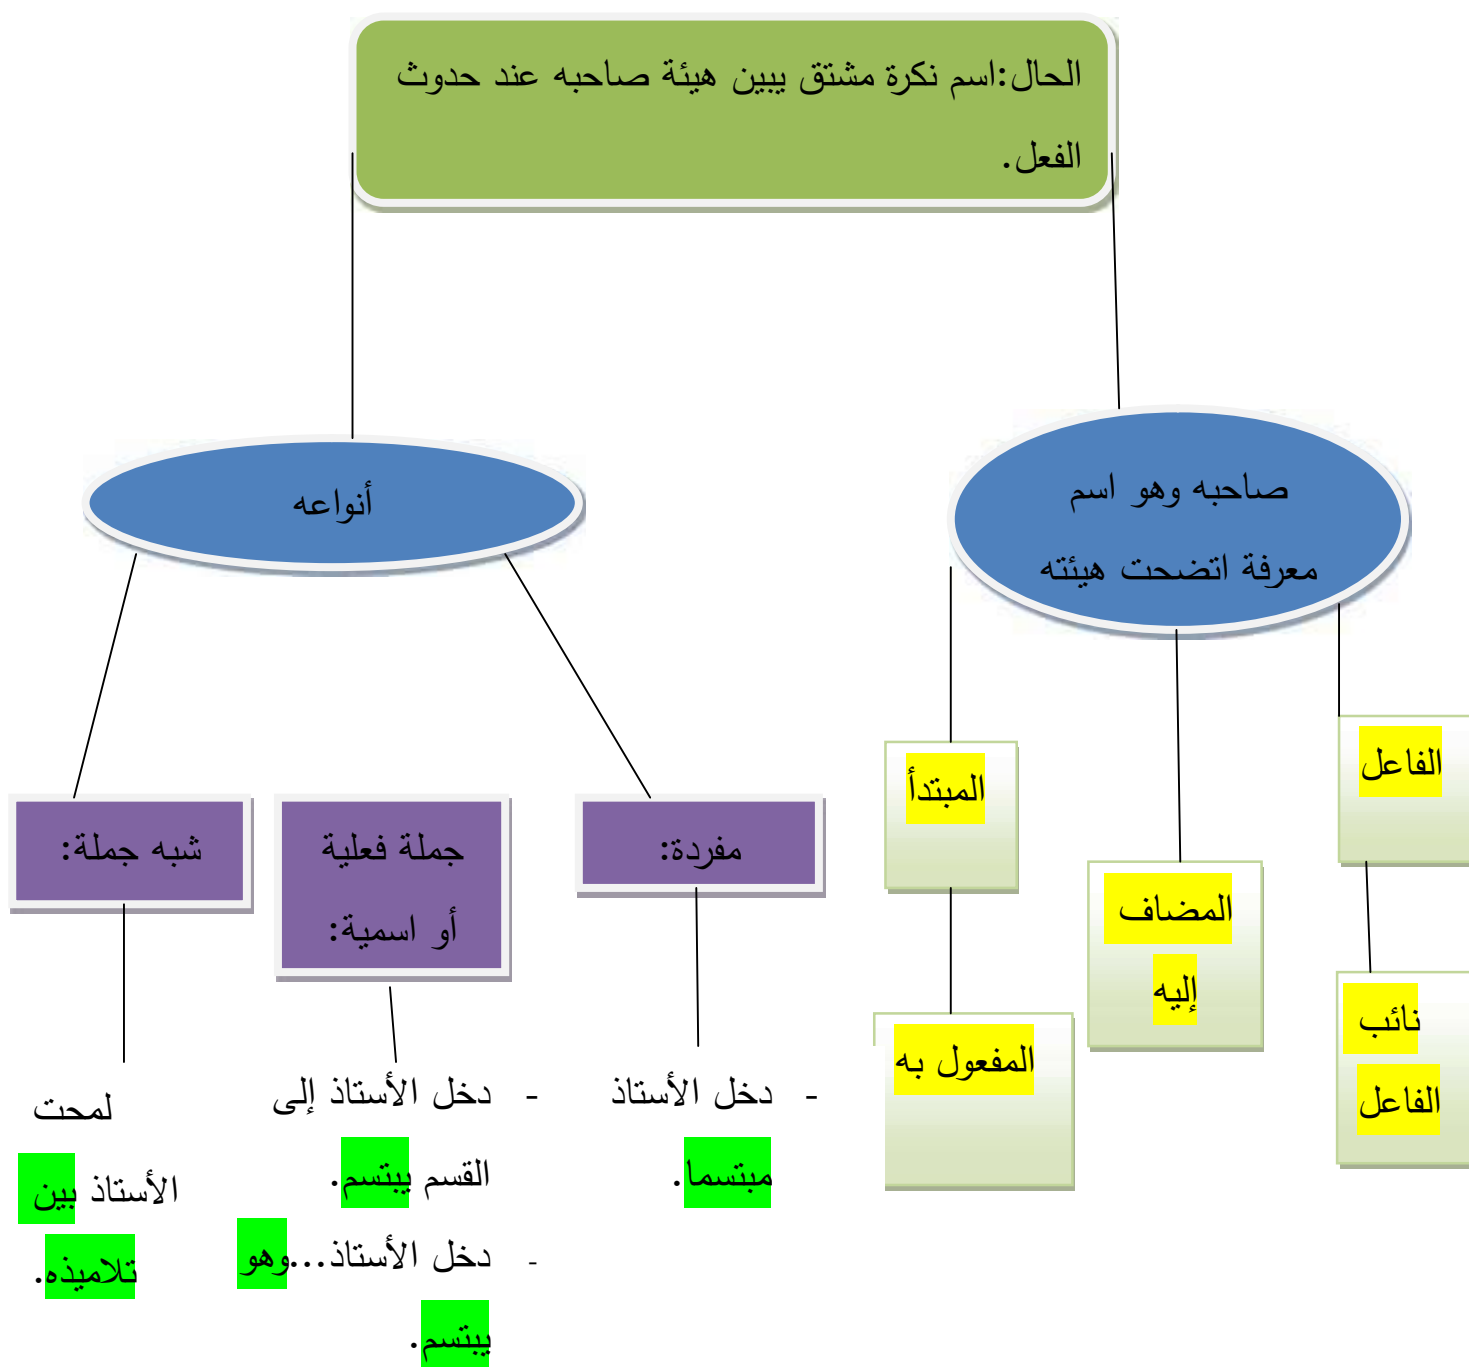 الحال:اسم نكرة مشتق يبين هيئة صاحبه عند حدوث
الفعل.
صاحبه وهو اسم
معرفة اتضحت هيئته
أنواعه
الفاعل
نائب
الفاعل
المضاف
إليه
المبتدأ
المفعول به
مفردة:
- دخل الأستاذ
مبتسما.
جملة فعلية
أو اسمية:
- دخل الأستاذ إلى
القسم يبتسم.
- دخل الأستاذ...وهو
يبتسم.
شبه جملة:
لمحت
الأستاذ بين
تلاميذه.